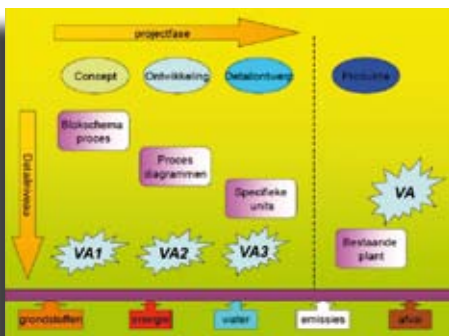 projectfase
Concept
Ontwikkeling
Detailontwerp
Productie
Detailniveau
Blokschema
proces
Proces
diagrammen
Specifieke
units
VA
VA1
VA2
VA3
Bestaande
plant
grondstoffen
energie
water
emissies
afval